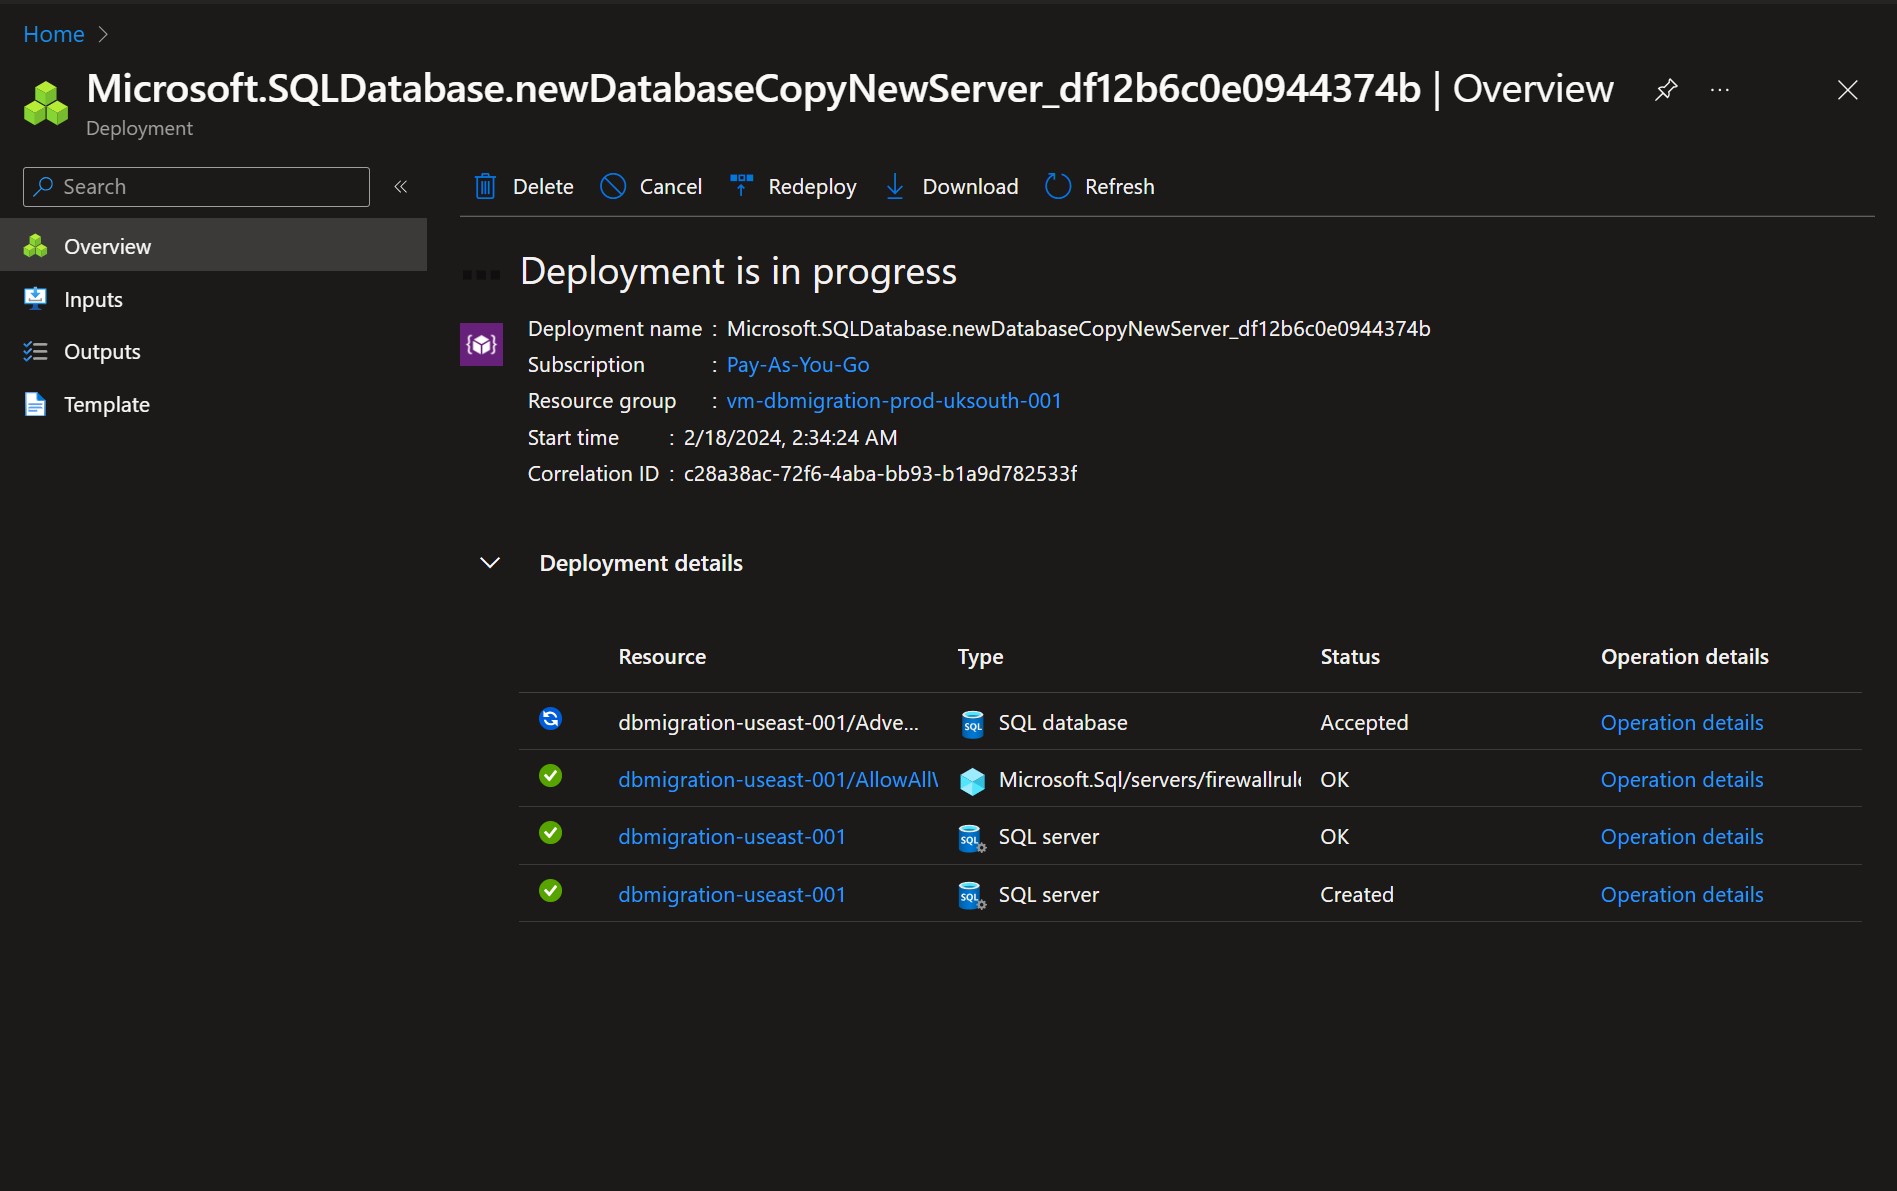 Home
Microsoft.SQLDatabase.newDatabaseCopyNewServer_df12b6c0e0944374b | Overview
Deployment
Search
Delete Cancel Redeploy Download Refresh
Overview
Inputs
Outputs
Template
Deployment is in progress
Deployment name : Microsoft.SQLDatabase.newDatabaseCopyNewServer_df12b6c0e0944374b
Subscription : Pay-As-You-Go
Resource group : vm-dbmigration-prod-uksouth-001
Start time : 2/18/2024, 2:34:24 AM
Correlation ID : c28a38ac-72f6-4aba-bb93-b1a9d782533f
Deployment details
Resource Type Status Operation details
dbmigration-useast-001/Adve... SQL database Accepted Operation details
dbmigration-useast-001/AllowAll Microsoft.Sql/servers/firewallrule OK Operation details
dbmigration-useast-001 SQL server OK Operation details
dbmigration-useast-001 SQL server Created Operation details